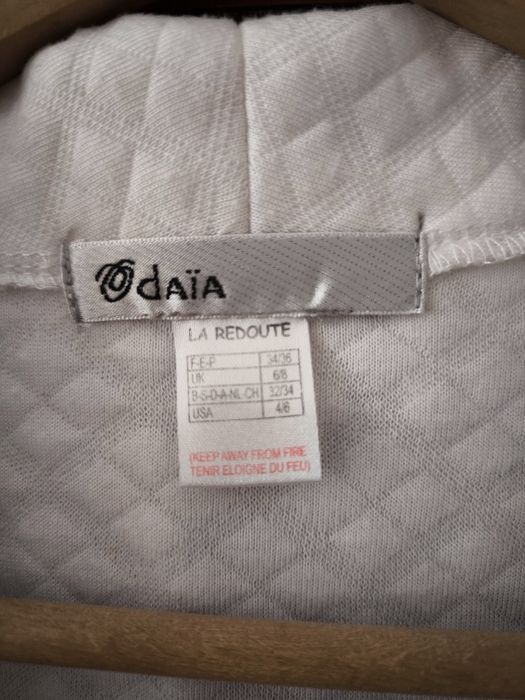 daïa
LA REDOUTE
F-E-P 34/36
UK 6/8
B-S-D-A-NL-CH 32/34
USA 4/6
(KEEP AWAY FROM FIRE
TENIR ELOIGNE DU FEU)